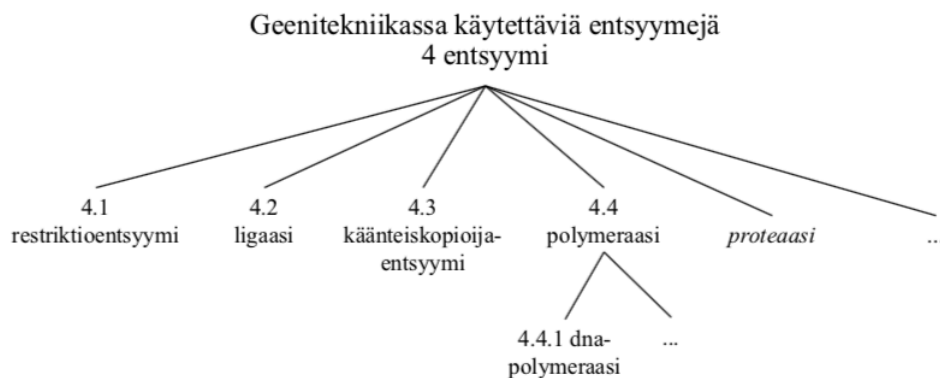 Geenitekniikassa käytettäviä entsyymejä
4 entsyymi
4.1
restriktioentsyymi
4.2
ligaasi
4.3
käänteiskopioija-
entsyymi
4.4
polymeraasi
proteaasi
...
4.4.1 dna-
polymeraasi
...